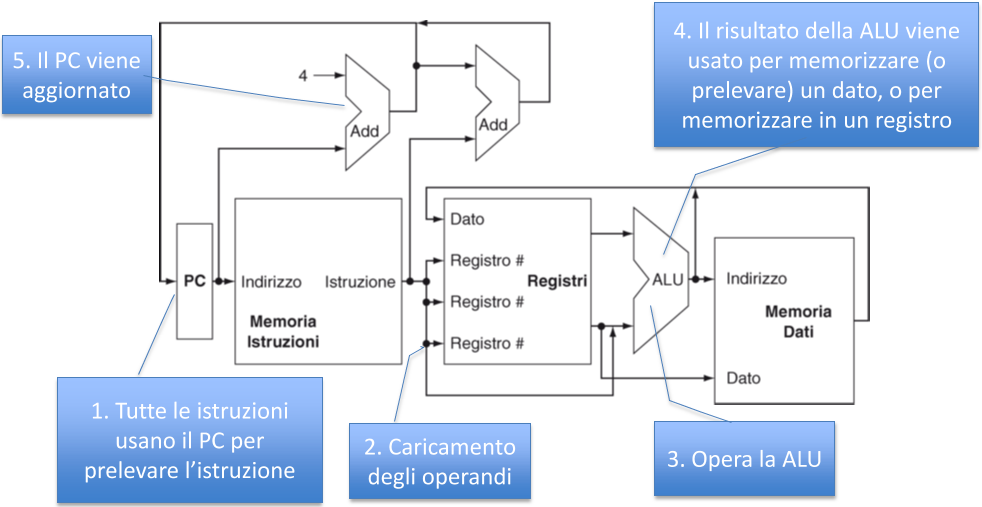 5. Il PC viene
aggiornato
4. Il risultato della ALU viene
usato per memorizzare (o
prelevare) un dato, o per
memorizzare in un registro
4
Add
Add
PC
Indirizzo
Istruzione
Memoria
Istruzioni
Dato
Registro #
Registro #
Registro #
Registri
ALU
Indirizzo
Memoria
Dati
Dato
1. Tutte le istruzioni
usano il PC per
prelevare l’istruzione
2. Caricamento
degli operandi
3. Opera la ALU